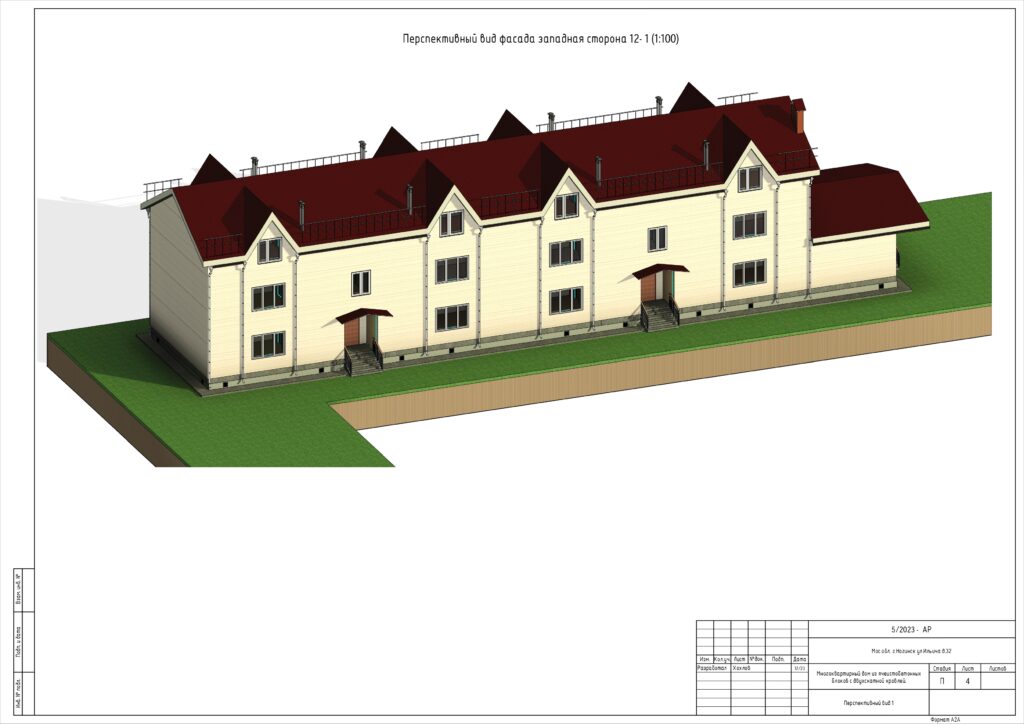 Перспективный вид фасада западная сторона 12- 1 (1:100)
Взам. инв. №
Подп. и дата
Инв. № подл.
5/2023 - АР
Мос обл. г.Ногинск ул.Ильича д.32
Изм. Кол.уч. Лист № док. Подп. Дата
Разработал Хохлов 12/23
Многоквартирный дом из ячеистобетонных
блоков с двухскатной кровлей.
Стадия Лист Листов
П 4
Перспективный вид 1
Формат А2А